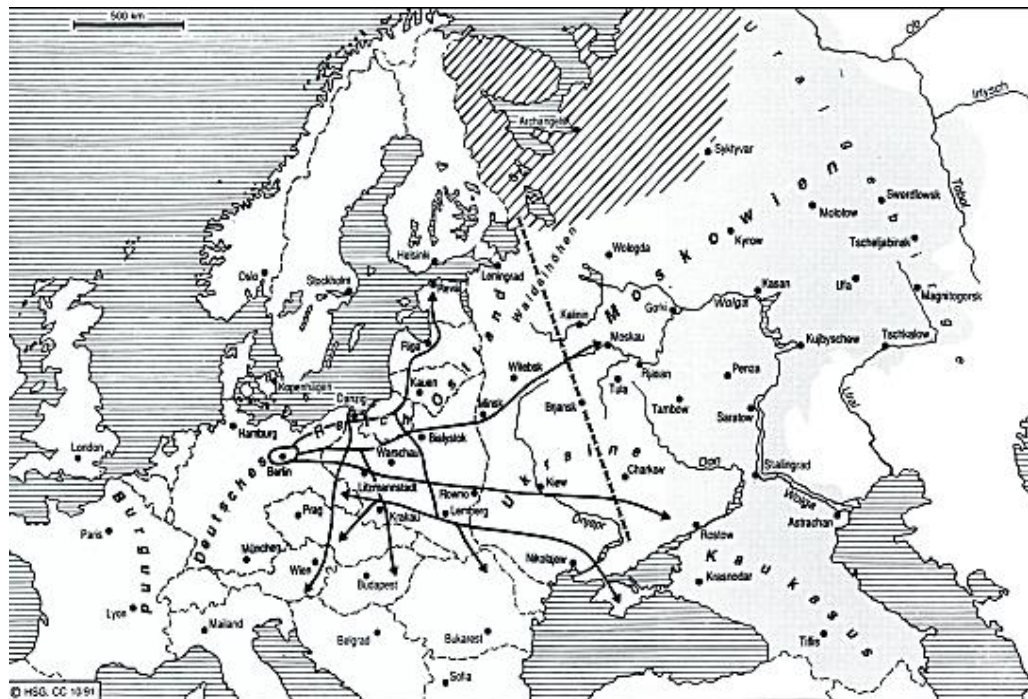 500 km
Ural
Ob
Irtysch
Tobol
Archangelsk
Syktyvar
Swerdlowsk
Molotow
Tscheljabinsk
Kyrow
Wologda
Magnitogorsk
Ufa
Kasan
Wolga
Gorki
Moskowien
Helsinki
Leningrad
Waldaihöhen
Oslo
Stockholm
Reval
Kalinin
Moskau
Kujbyschew
Tschkalow
Riga
Rjasan
Pensa
Ural
Tula
Witebsk
Kopenhagen
Kauen
Tambow
Saratow
Danzig
Minsk
Brjansk
Ostland
Reich
London
Hamburg
Bialystok
Berlin
Warschau
Charkow
Don
Stalingrad
Ukraine
Litzmannstadt
Rowno
Kiew
Wolga
Astrachan
Burgund
Deutsches
Prag
Krakau
Lemberg
Dnjepr
Rostow
Paris
München
Wien
Nikolajew
Kaukasus
Budapest
Krasnodar
Lyon
Mailand
Belgrad
Bukarest
Tiflis
Sofia
© HSG, CC 10-91